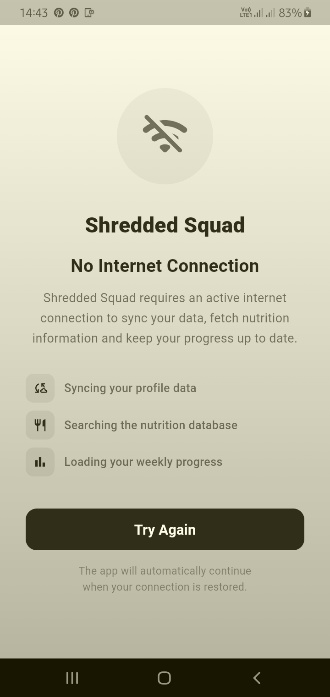 14:43
Vo) LTE1 83%
Shredded Squad
No Internet Connection
Shredded Squad requires an active internet
connection to sync your data, fetch nutrition
information and keep your progress up to date.
Syncing your profile data
Searching the nutrition database
Loading your weekly progress
Try Again
The app will automatically continue
when your connection is restored.